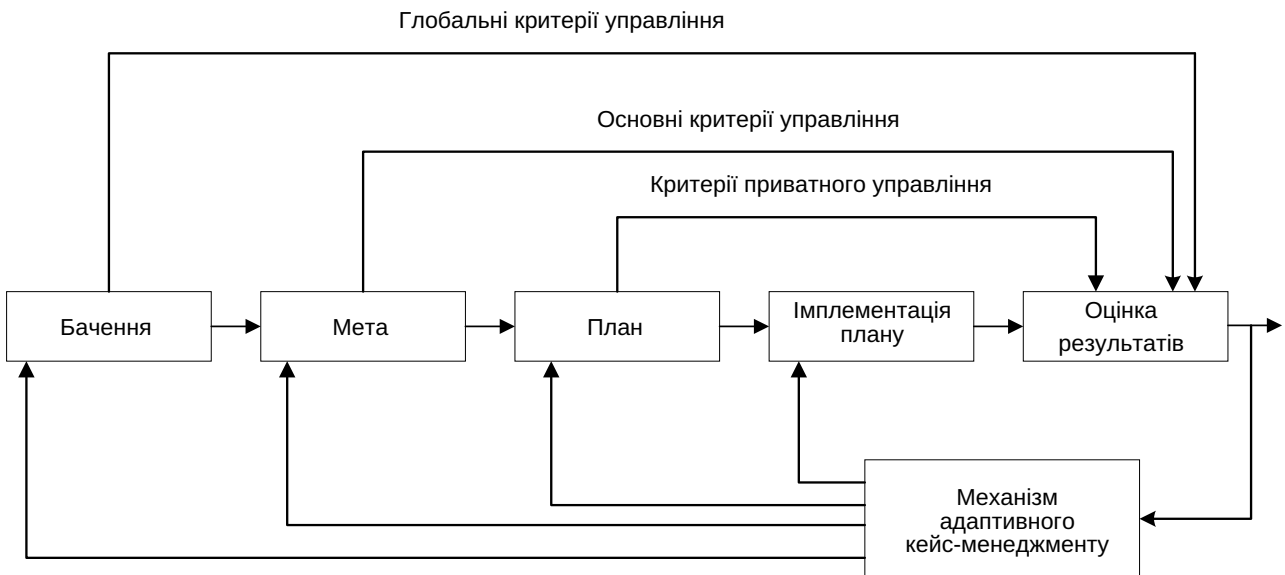 Глобальні критерії управління
Основні критерії управління
Критерії приватного управління
Бачення
Мета
План
Імплементація
плану
Оцінка
результатів
Механізм
адаптивного
кейс-менеджменту